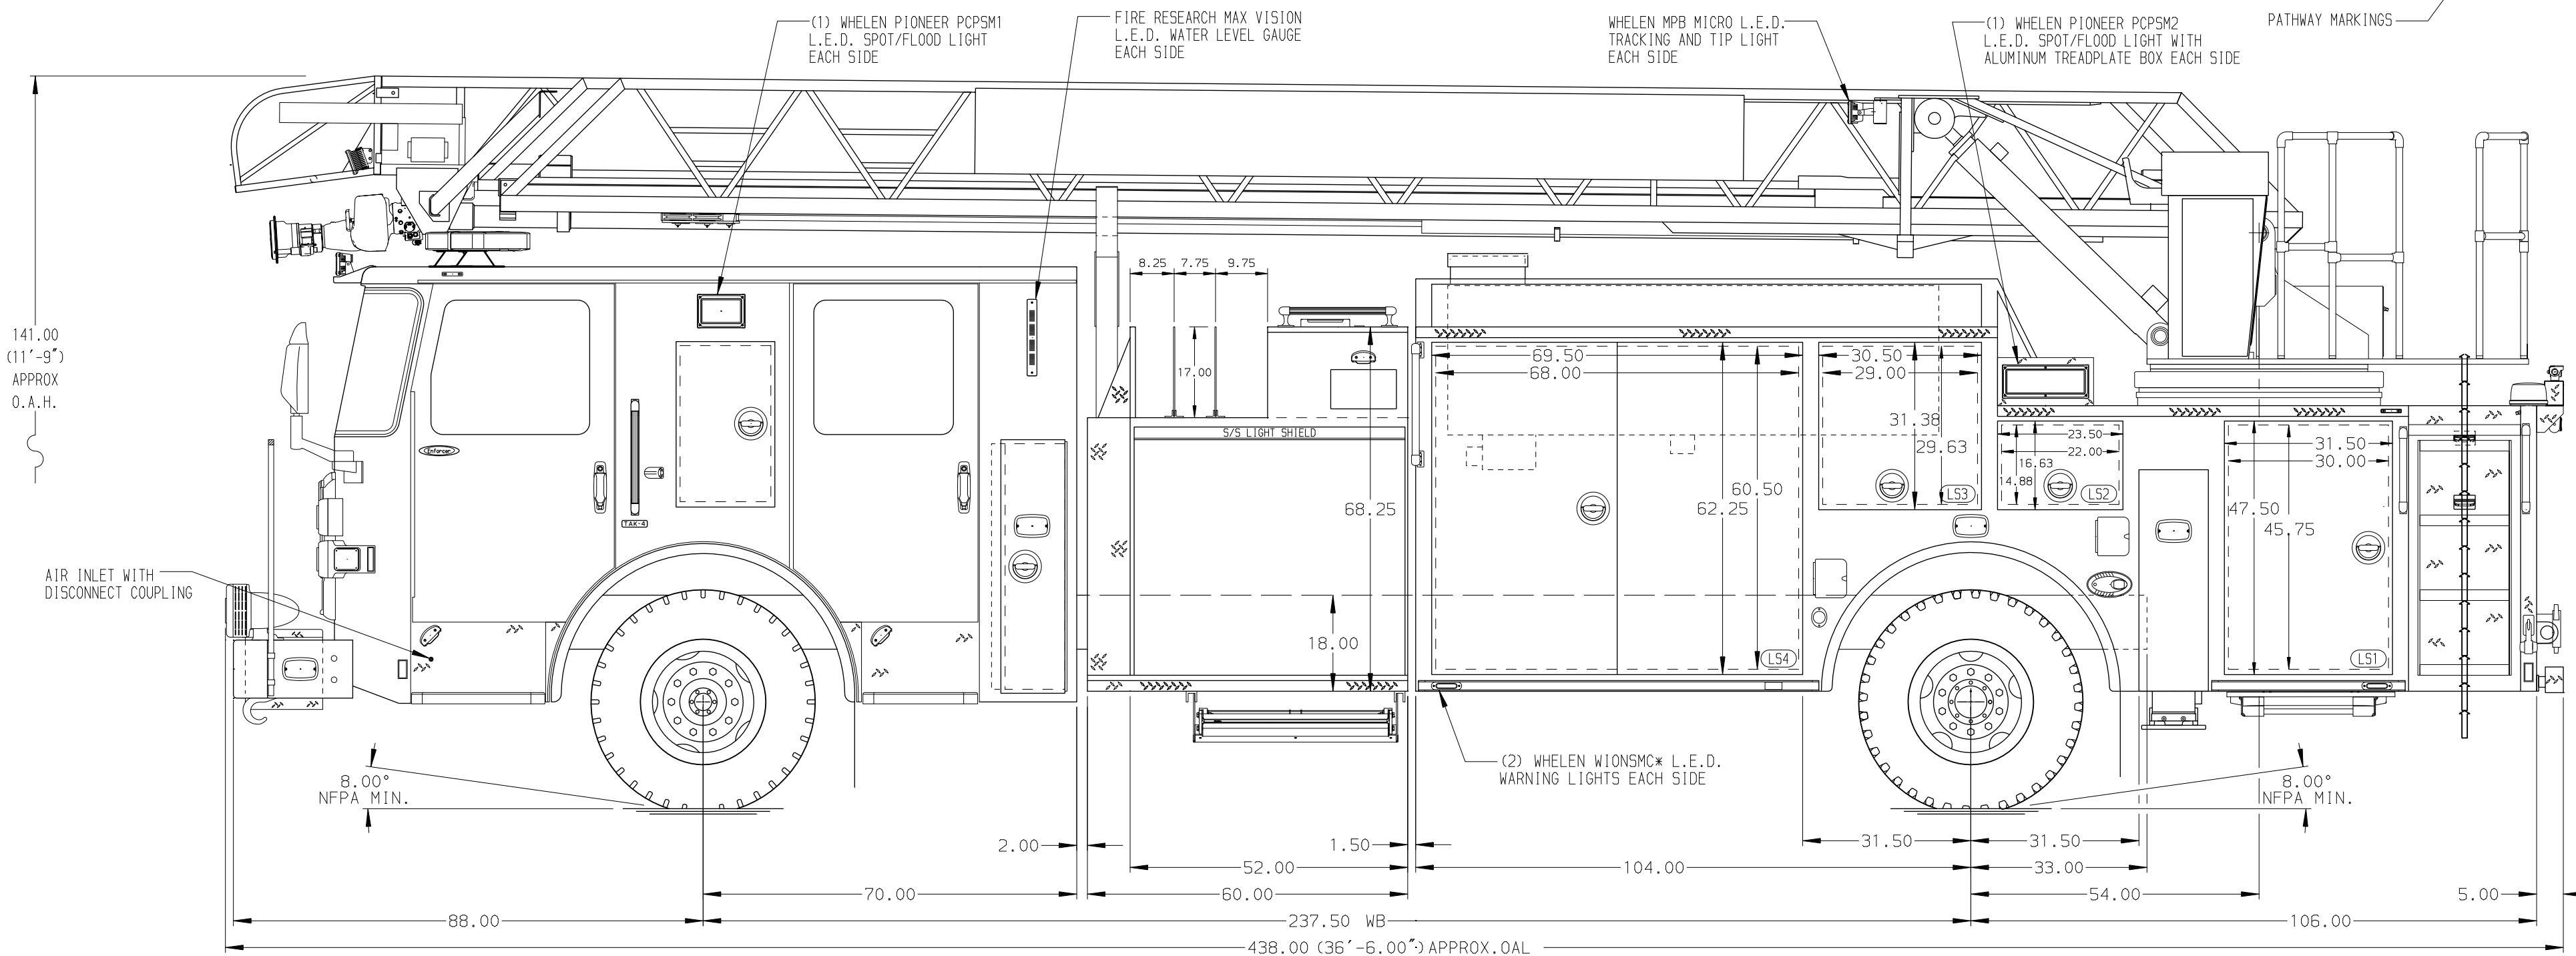 (1) WHELEN PIONEER PCPSM1
L.E.D. SPOT/FLOOD LIGHT
EACH SIDE
FIRE RESEARCH MAX VISION
L.E.D. WATER LEVEL GAUGE
EACH SIDE
WHELEN MPB MICRO L.E.D.
TRACKING AND TIP LIGHT
EACH SIDE
(1) WHELEN PIONEER PCPSM2
L.E.D. SPOT/FLOOD LIGHT WITH
ALUMINUM TREADPLATE BOX EACH SIDE
PATHWAY MARKINGS
141.00
(11'-9")
APPROX
O.A.H.
8.25
7.75
9.75
17.00
69.50
68.00
30.50
29.00
31.38
29.63
S/S LIGHT SHIELD
Enforcer
TAK-4
68.25
60.50
62.25
LS3
23.50
22.00
16.63
14.88
LS2
31.50
30.00
47.50
45.75
AIR INLET WITH
DISCONNECT COUPLING
18.00
LS4
LS1
8.00°
NFPA MIN.
(2) WHELEN WIONSMC* L.E.D.
WARNING LIGHTS EACH SIDE
8.00°
NFPA MIN.
2.00
1.50
31.50
31.50
52.00
104.00
33.00
70.00
60.00
54.00
5.00
88.00
237.50 WB
106.00
438.00 (36'-6.00") APPROX.OAL